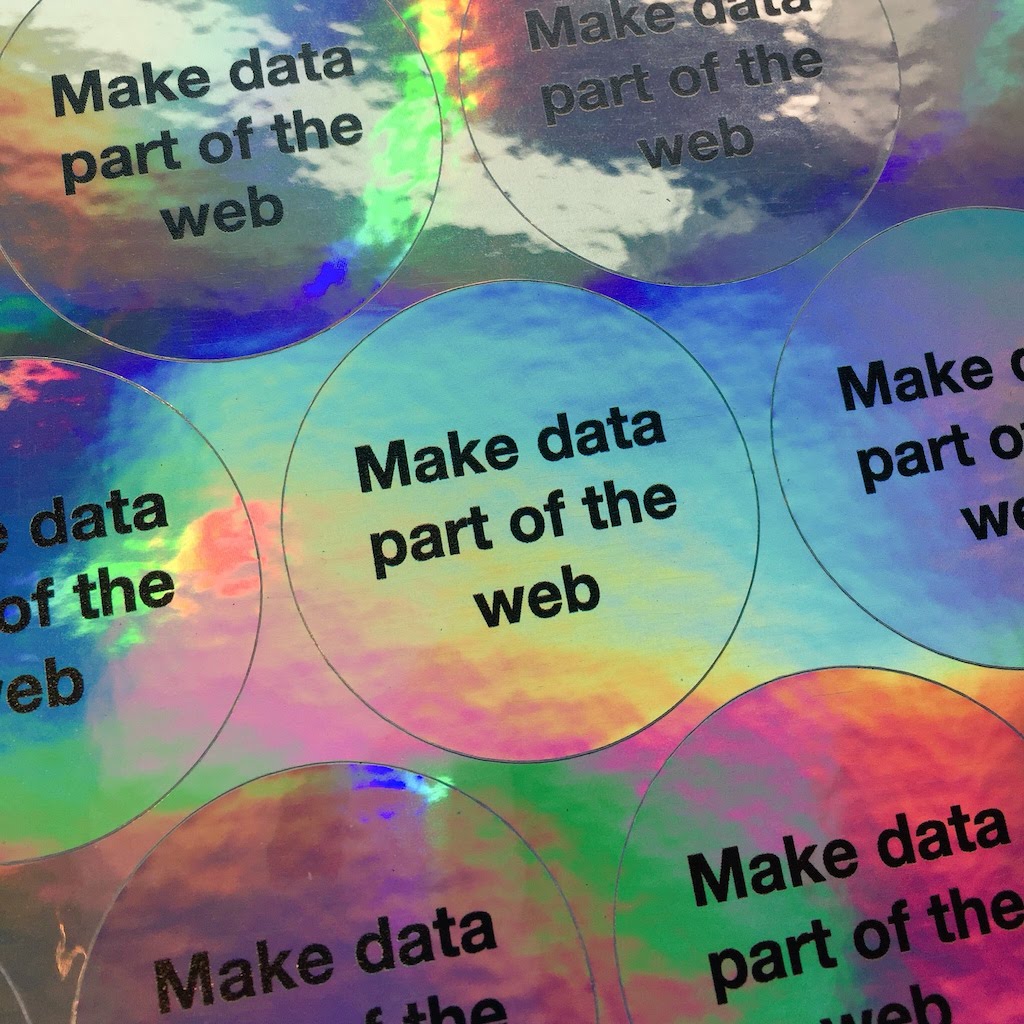 Make data
part of the
web
Make data
part of the
web
Make
part of
data
of the
web
Make data
part of the
web
Make data
of the
Make data
part of the
web